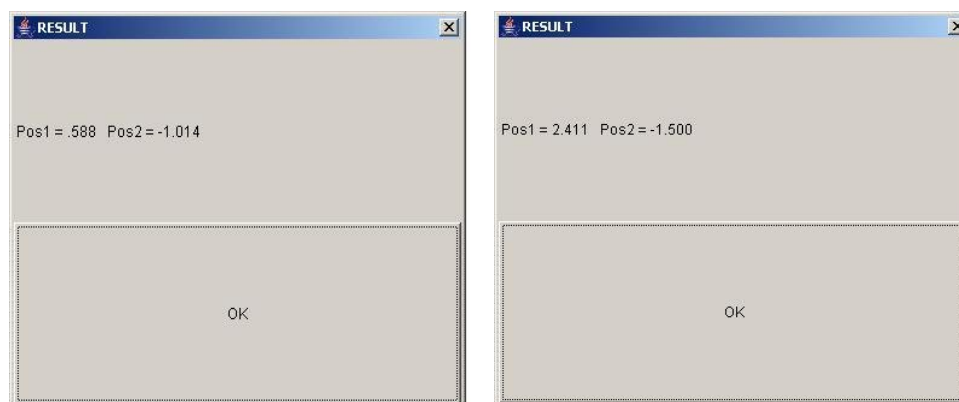 RESULT
Pos1 = .588 Pos2 = -1.014
OK
RESULT
Pos1 = 2.411 Pos2 = -1.500
OK